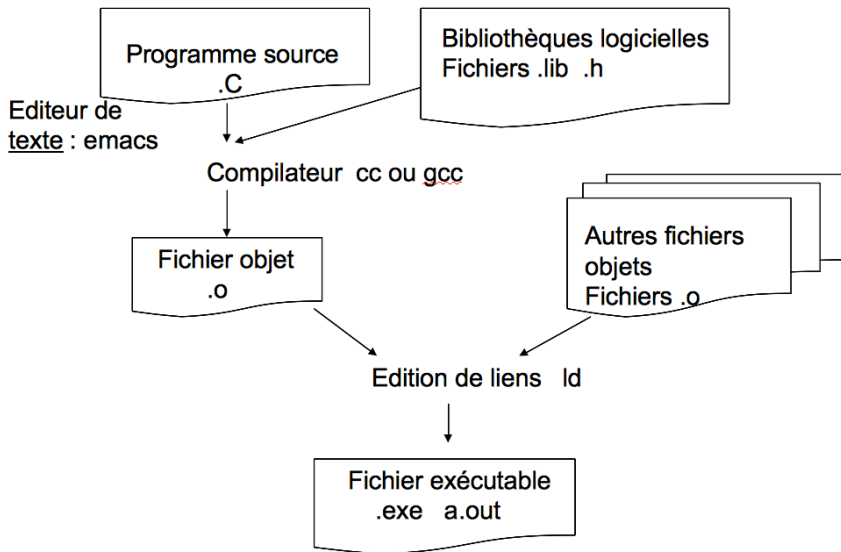 Programme source
.C
Bibliothèques logicielles
Fichiers .lib .h
Editeur de
texte : emacs
Compilateur cc ou gcc
Fichier objet
.o
Autres fichiers
objets
Fichiers .o
Edition de liens ld
Fichier exécutable
.exe a.out